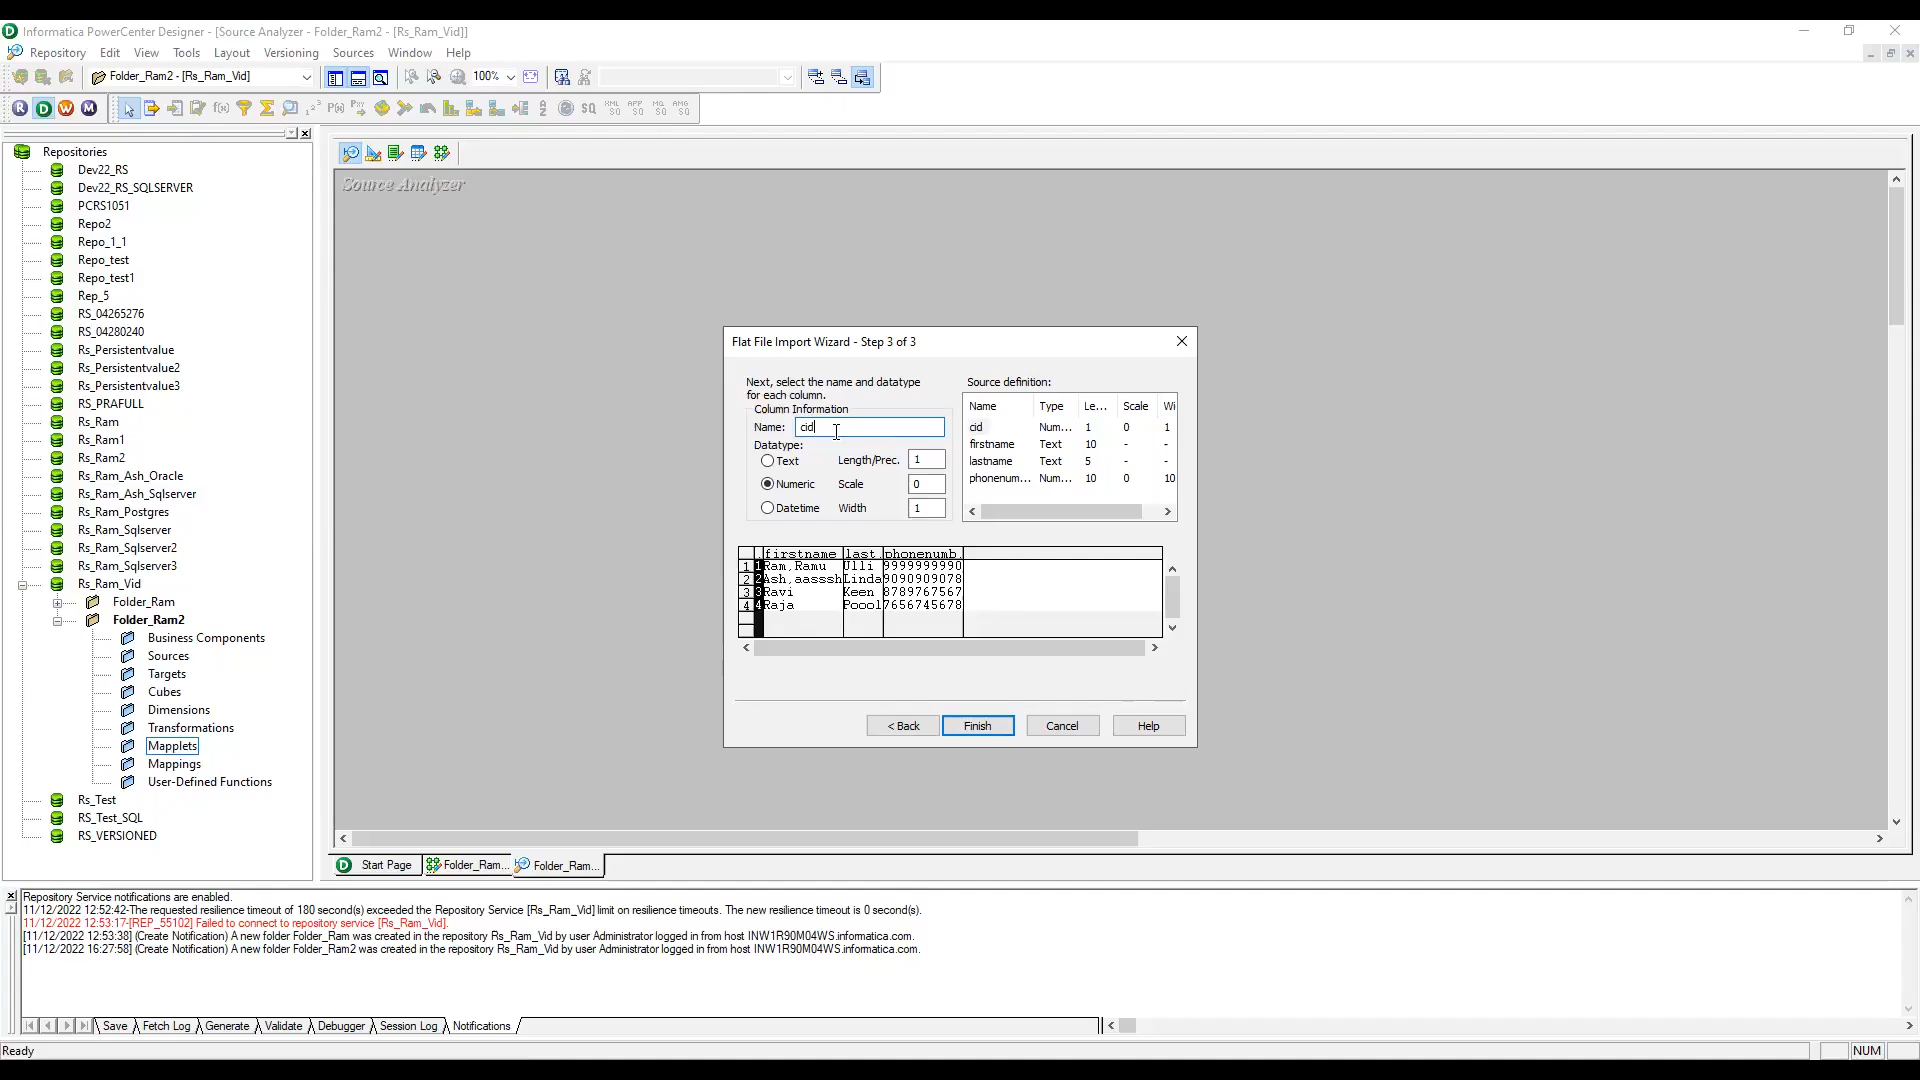 Informatica PowerCenter Designer - [Source Analyzer - Folder_Ram2 - [Rs_Ram_Vid]]
Repository Edit View Tools Layout Versioning Sources Window Help
Folder_Ram2 - [Rs_Ram_Vid] 100%
R D W M
Repositories
Dev22_RS
Dev22_RS_SQLSERVER
PCRS1051
Repo2
Repo_1_1
Repo_test
Repo_test1
Rep_5
RS_04265276
RS_04280240
Rs_Persistentvalue
Rs_Persistentvalue2
Rs_Persistentvalue3
RS_PRAFULL
Rs_Ram
Rs_Ram1
Rs_Ram2
Rs_Ram_Ash_Oracle
Rs_Ram_Ash_Sqlserver
Rs_Ram_Postgres
Rs_Ram_Sqlserver
Rs_Ram_Sqlserver2
Rs_Ram_Sqlserver3
Rs_Ram_Vid
Folder_Ram
Folder_Ram2
Business Components
Sources
Targets
Cubes
Dimensions
Transformations
Mapplets
Mappings
User-Defined Functions
Rs_Test
RS_Test_SQL
RS_VERSIONED
Source Analyzer
Flat File Import Wizard - Step 3 of 3
Next, select the name and datatype
for each column.
Column Information
Name: cid
Datatype:
Text Length/Prec. 1
Numeric Scale 0
Datetime Width 1
Source definition:
Name Type Le... Scale Wi
cid Num... 1 0 1
firstname Text 10 - -
lastname Text 5 - -
phonenum... Num... 10 0 10
firstname last phonenumb
1 1 Ram,Ramu Ulli 9999999990
2 2 Ash,aasssh Linda 9090909078
3 3 Ravi Keen 8789767567
4 4 Raja Poool 7656745678
< Back Finish Cancel Help
Start Page Folder_Ram... Folder_Ram...
Repository Service notifications are enabled.
11/12/2022 12:52:42-The requested resilience timeout of 180 second(s) exceeded the Repository Service [Rs_Ram_Vid] limit on resilience timeouts. The new resilience timeout is 0 second(s).
11/12/2022 12:53:17-[REP_55102] Failed to connect to repository service [Rs_Ram_Vid].
[11/12/2022 12:53:38] (Create Notification) A new folder Folder_Ram was created in the repository Rs_Ram_Vid by user Administrator logged in from host INW1R90M04WS.informatica.com.
[11/12/2022 16:27:58] (Create Notification) A new folder Folder_Ram2 was created in the repository Rs_Ram_Vid by user Administrator logged in from host INW1R90M04WS.informatica.com.
Save Fetch Log Generate Validate Debugger Session Log Notifications
Ready NUM